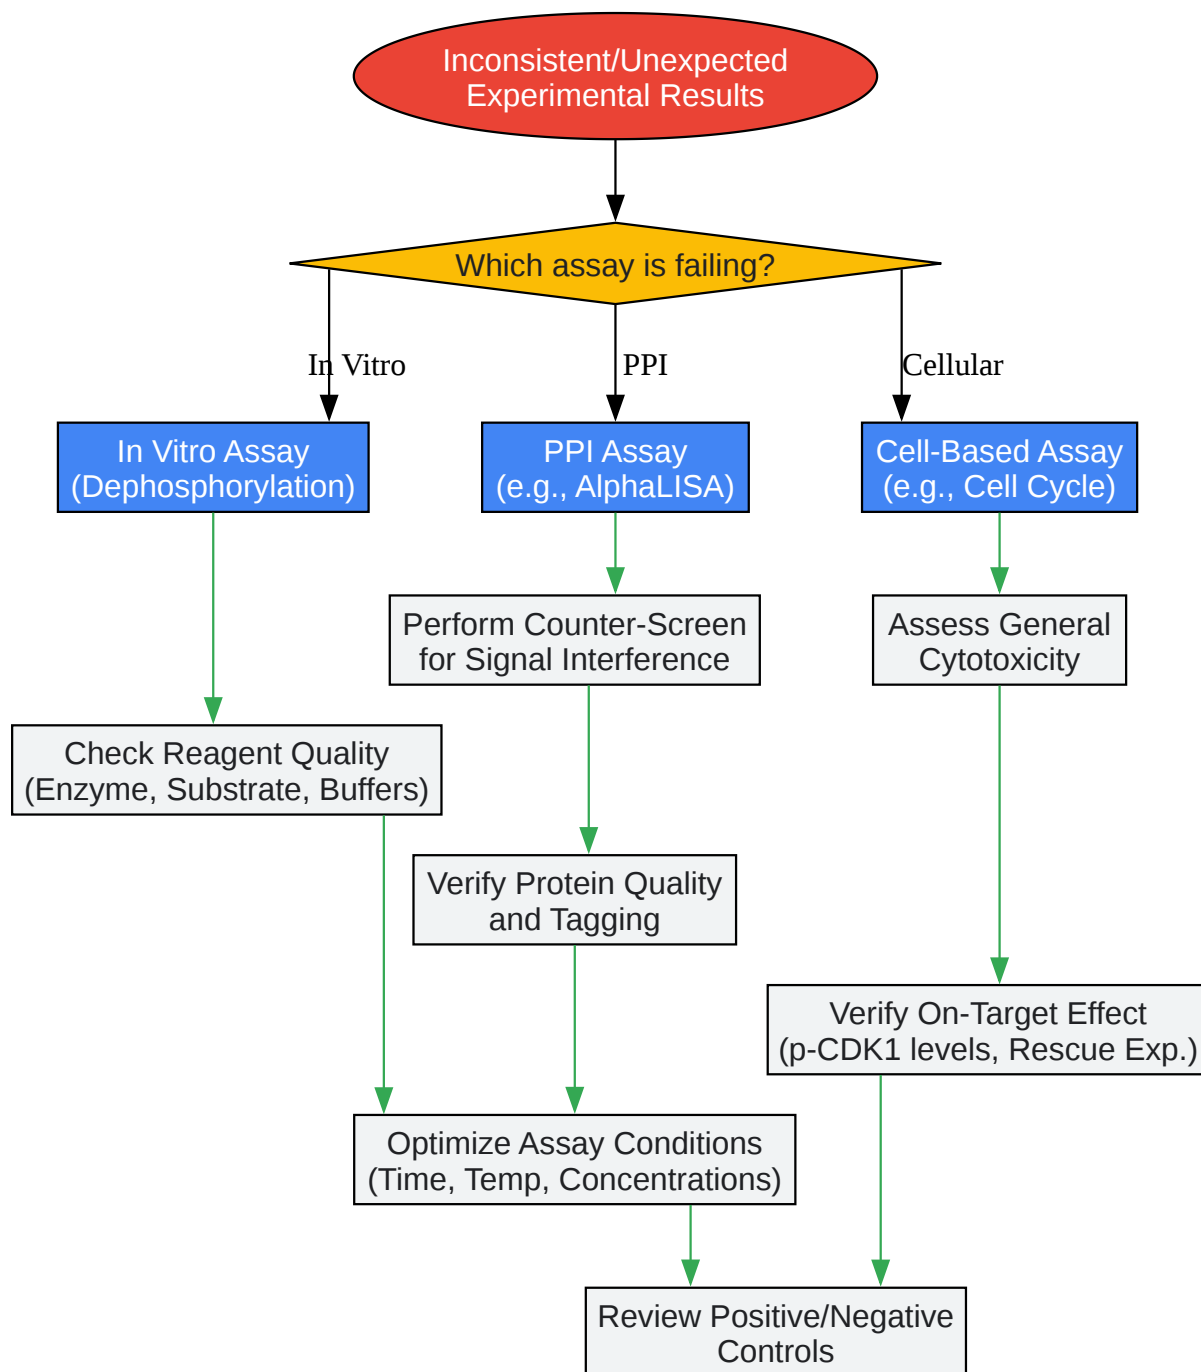 Inconsistent/Unexpected
Experimental Results
Which assay is failing?
In Vitro
PPI
Cellular
In Vitro Assay
(Dephosphorylation)
PPI Assay
(e.g., AlphaLISA)
Cell-Based Assay
(e.g., Cell Cycle)
Perform Counter-Screen
for Signal Interference
Assess General
Cytotoxicity
Check Reagent Quality
(Enzyme, Substrate, Buffers)
Verify Protein Quality
and Tagging
Verify On-Target Effect
(p-CDK1 levels, Rescue Exp.)
Optimize Assay Conditions
(Time, Temp, Concentrations)
Review Positive/Negative
Controls